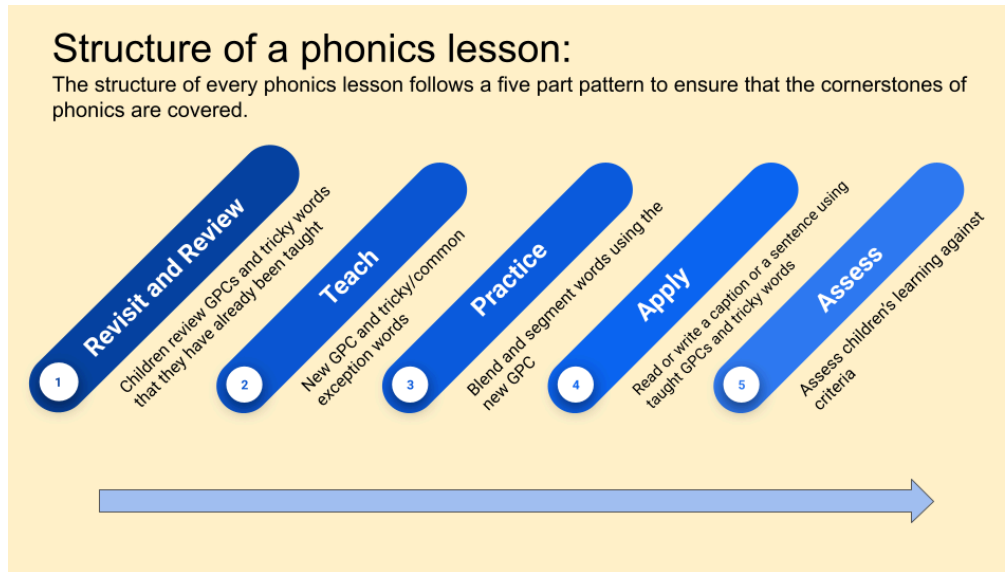 Structure of a phonics lesson:
The structure of every phonics lesson follows a five part pattern to ensure that the cornerstones of
phonics are covered.
1
Revisit and Review
Children review GPCs and tricky words
that they have already been taught
2
Teach
New GPC and tricky/common
exception words
3
Practice
Blend and segment words using the
new GPC
4
Apply
Read or write a caption or a sentence using
taught GPCs and tricky words
5
Assess
Assess children's learning against
criteria